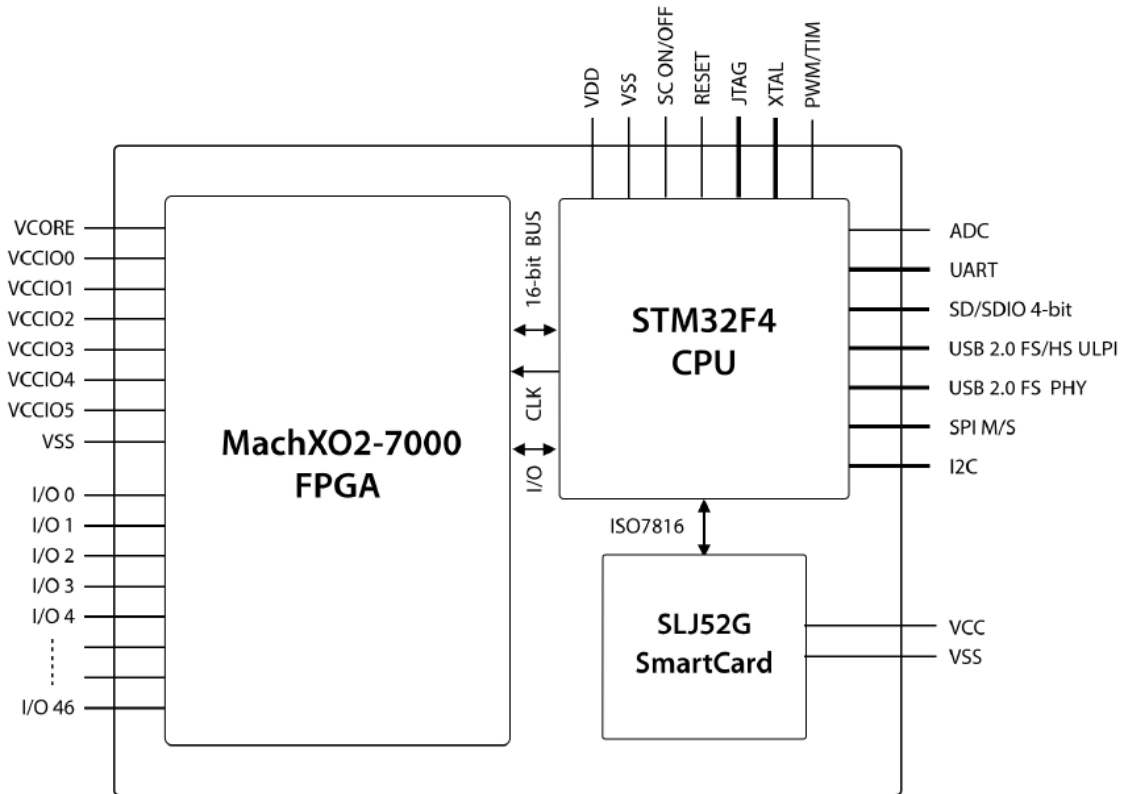 VDD
VSS
SC ON/OFF
RESET
JTAG
XTAL
PWM/TIM
VCORE
VCCIO0
VCCIO1
VCCIO2
VCCIO3
VCCIO4
VCCIO5
VSS
I/O 0
I/O 1
I/O 2
I/O 3
I/O 4
I/O 46
MachXO2-7000
FPGA
16-bit BUS
CLK
I/O
STM32F4
CPU
ADC
UART
SD/SDIO 4-bit
USB 2.0 FS/HS ULPI
USB 2.0 FS PHY
SPI M/S
I2C
ISO7816
SLJ52G
SmartCard
VCC
VSS